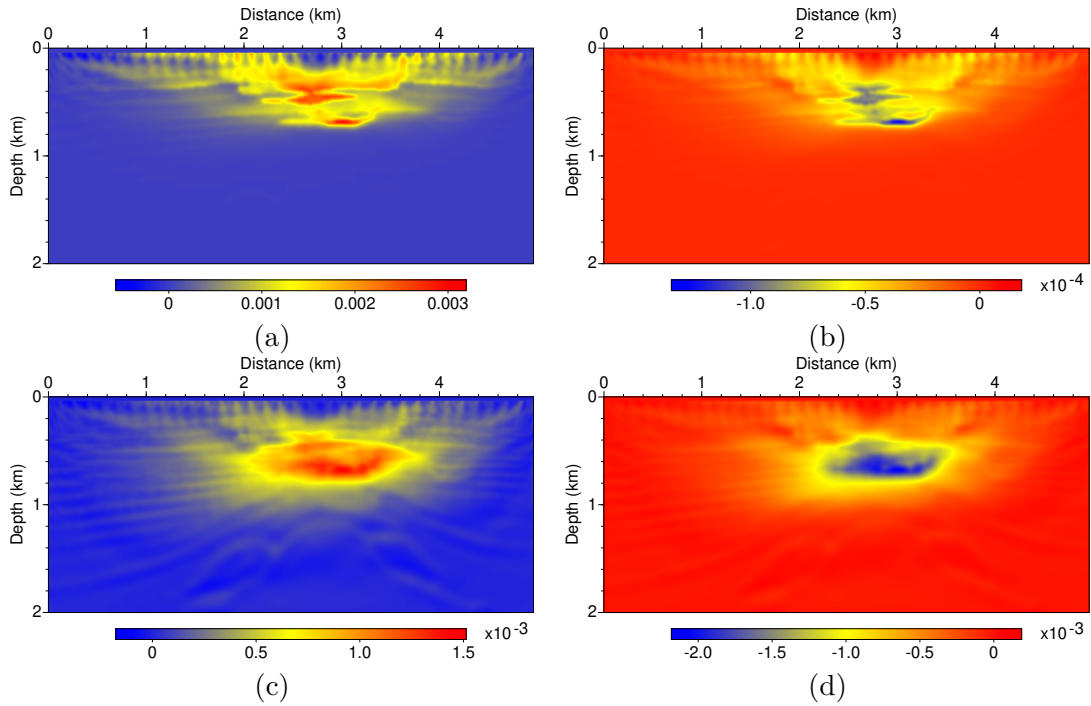 Distance (km) Distance (km)
0 1 2 3 4 0 1 2 3 4
0 0
Depth (km) Depth (km)
1 1
2 2
0 0.001 0.002 0.003 -1.0 -0.5 0 x10^-4
(a) (b)
Distance (km) Distance (km)
0 1 2 3 4 0 1 2 3 4
0 0
Depth (km) Depth (km)
1 1
2 2
0 0.5 1.0 1.5 x10^-3 -2.0 -1.5 -1.0 -0.5 0 x10^-3
(c) (d)